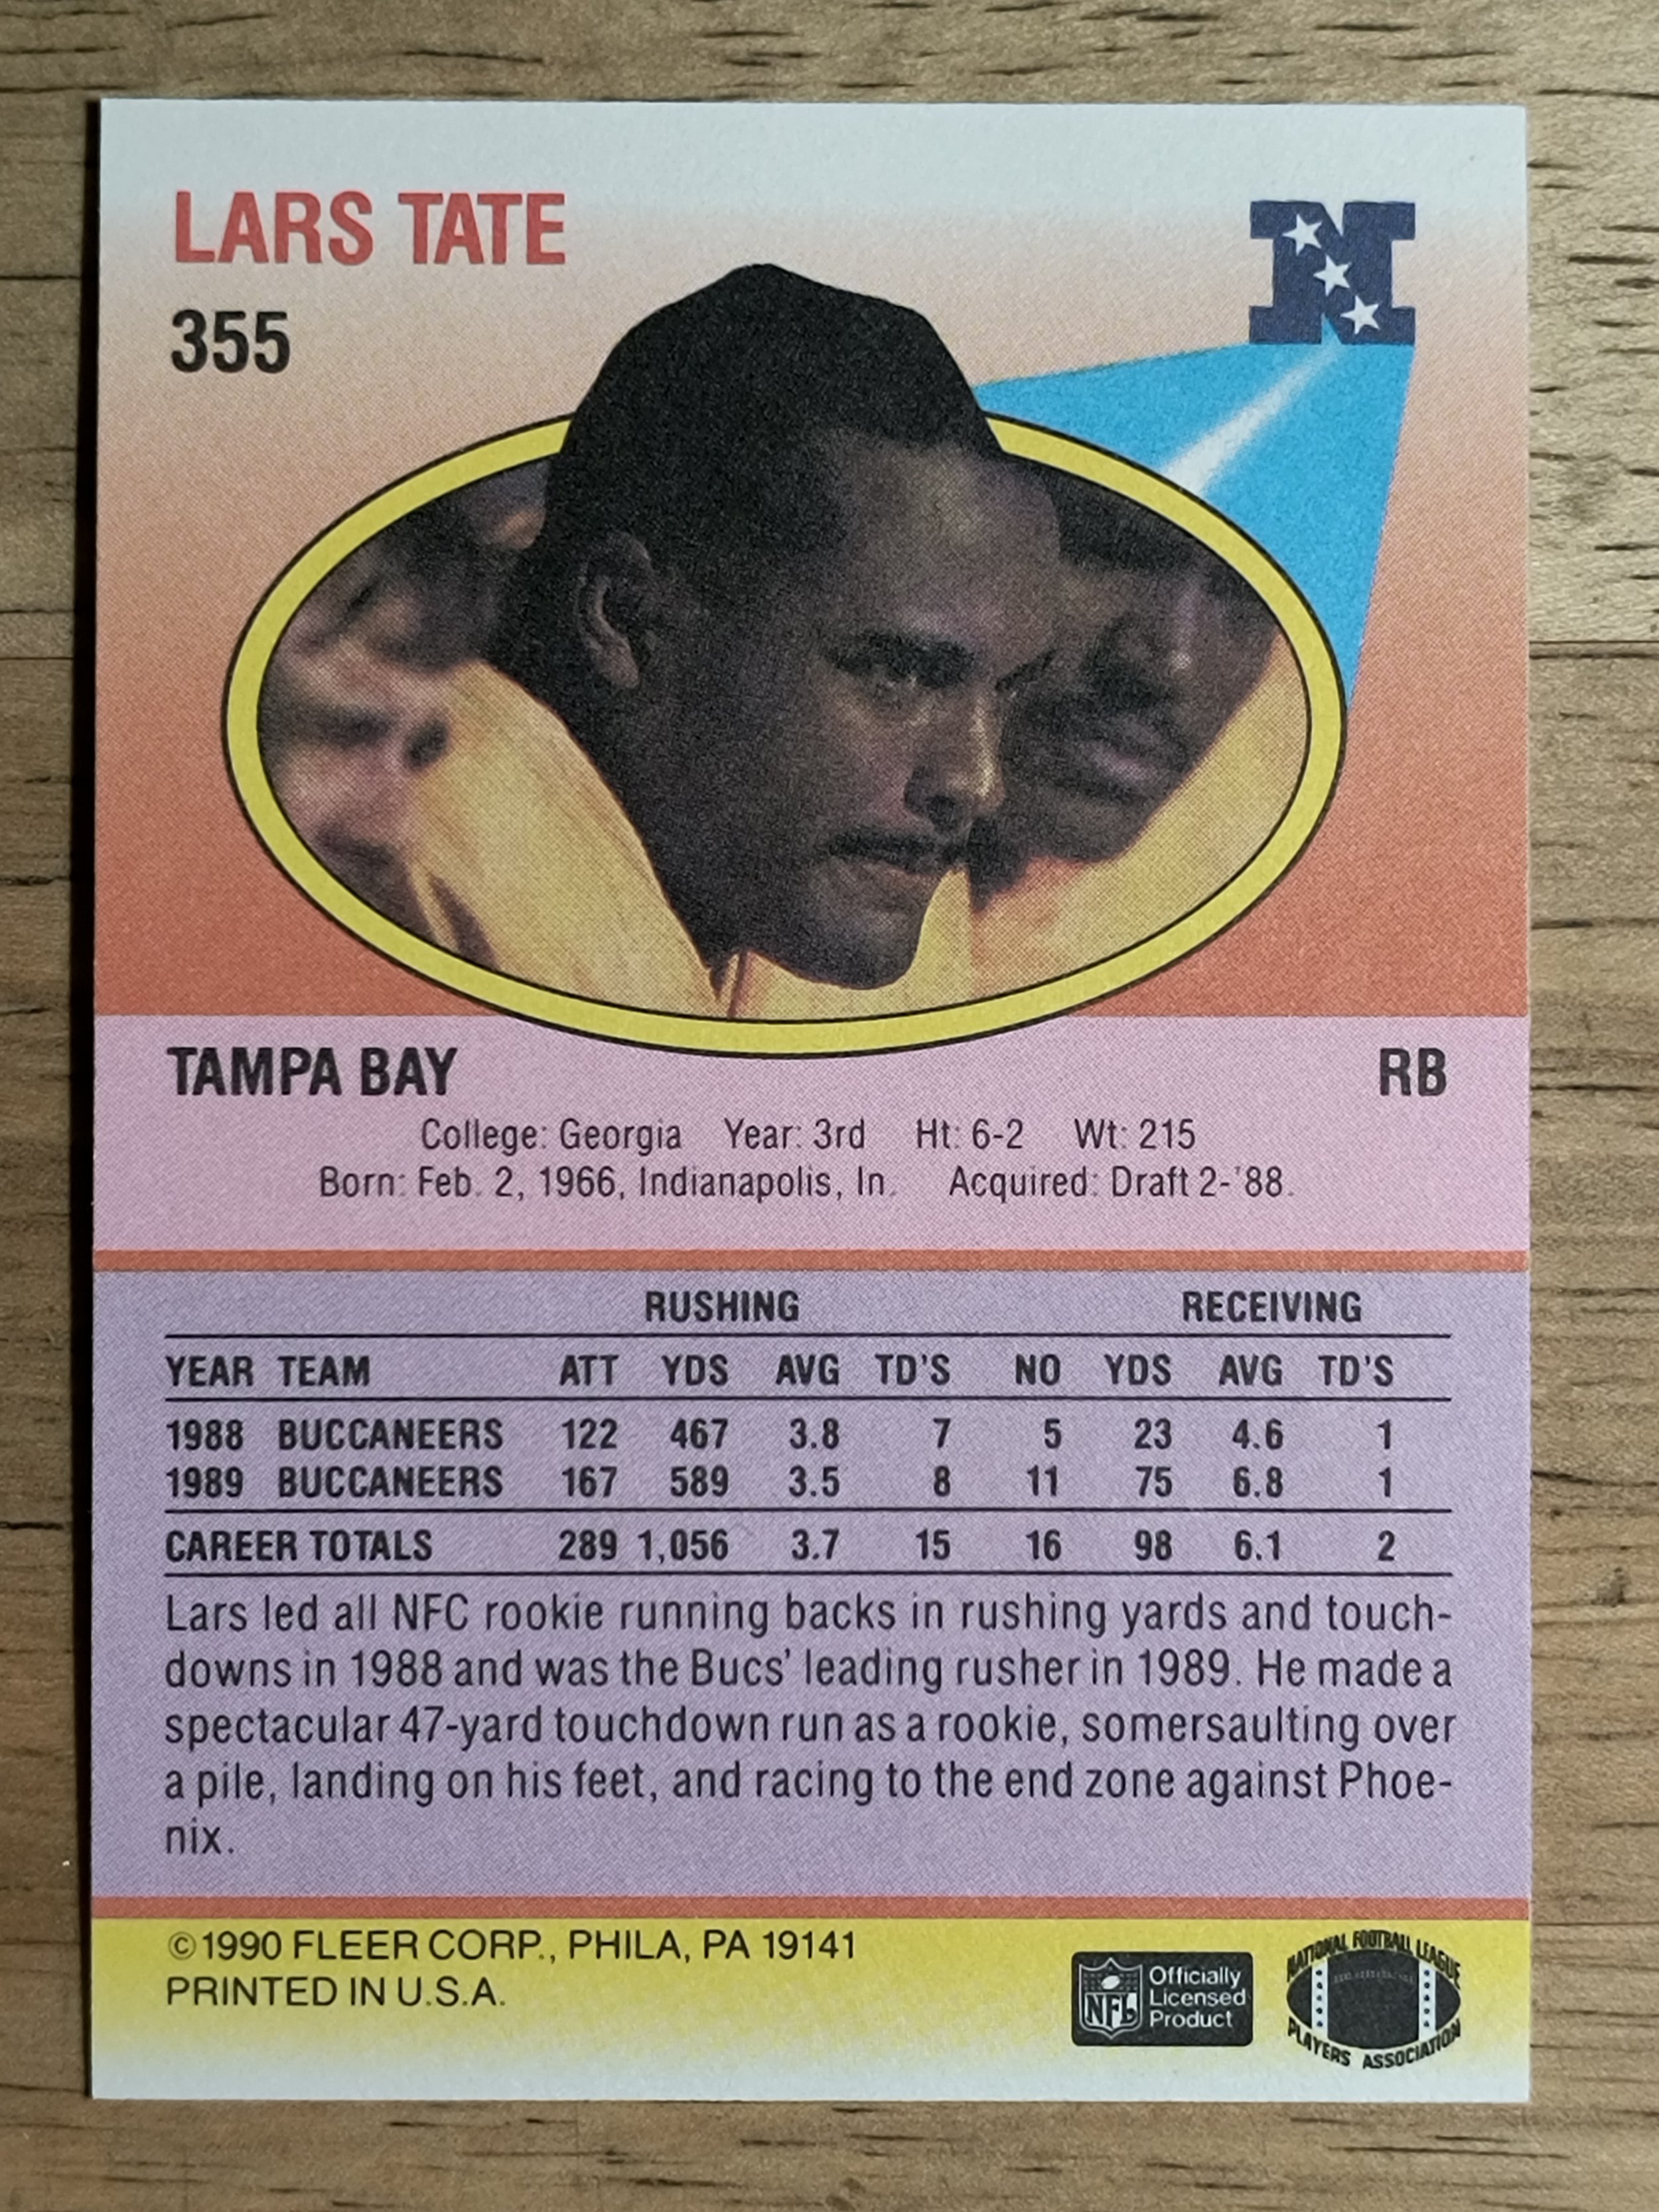 LARS TATE
355
N
TAMPA BAY RB
College: Georgia Year: 3rd Ht: 6-2 Wt: 215
Born: Feb. 2, 1966, Indianapolis, In. Acquired: Draft 2-'88.
RUSHING RECEIVING
YEAR TEAM ATT YDS AVG TD'S NO YDS AVG TD'S
1988 BUCCANEERS 122 467 3.8 7 5 23 4.6 1
1989 BUCCANEERS 167 589 3.5 8 11 75 6.8 1
CAREER TOTALS 289 1,056 3.7 15 16 98 6.1 2
Lars led all NFC rookie running backs in rushing yards and touch-
downs in 1988 and was the Bucs' leading rusher in 1989. He made a
spectacular 47-yard touchdown run as a rookie, somersaulting over
a pile, landing on his feet, and racing to the end zone against Phoe-
nix.
©1990 FLEER CORP., PHILA, PA 19141
PRINTED IN U.S.A.
NFL
Officially
Licensed
Product
NATIONAL FOOTBALL LEAGUE
PLAYERS ASSOCIATION